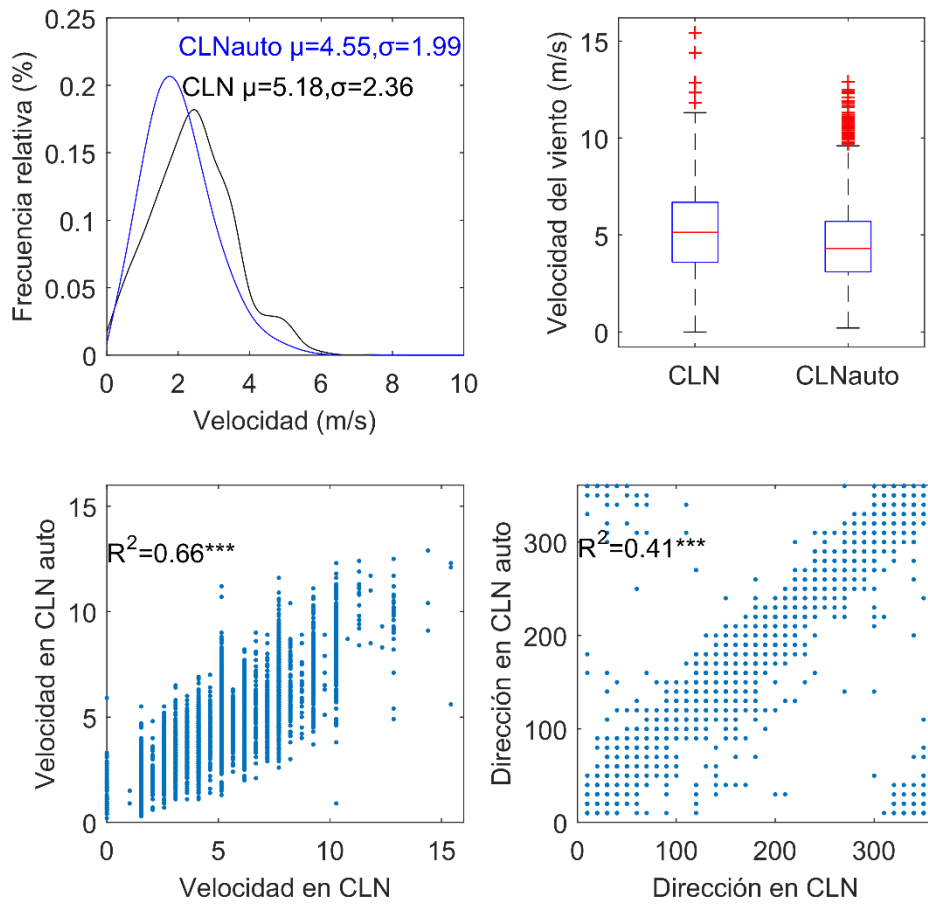 0.25
0.2
0.15
0.1
0.05
0
Frecuencia relativa (%)
CLNauto μ=4.55,σ=1.99
CLN μ=5.18,σ=2.36
0 2 4 6 8 10
Velocidad (m/s)
15
10
5
0
Velocidad del viento (m/s)
CLN CLNauto
15
10
5
0
Velocidad en CLN auto
R²=0.66***
0 5 10 15
Velocidad en CLN
300
200
100
0
Dirección en CLN auto
R²=0.41***
0 100 200 300
Dirección en CLN